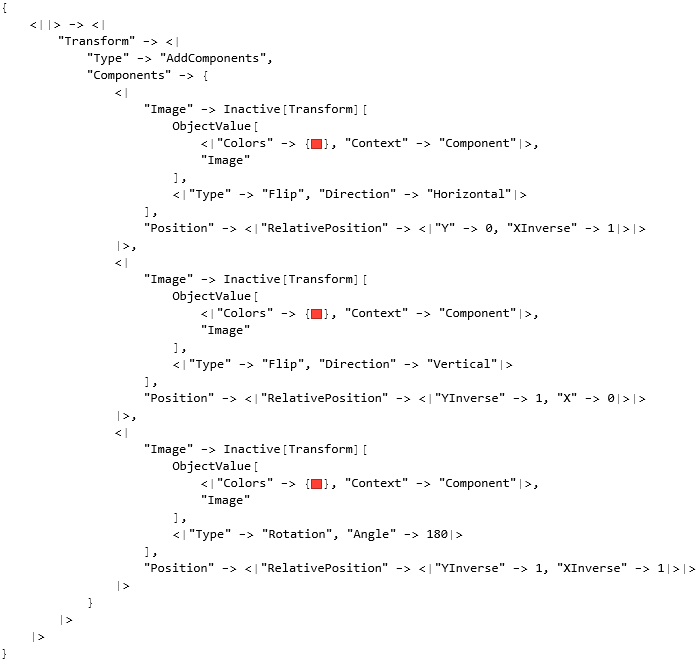 {
    <||> -> <|
        "Transform" -> <|
            "Type" -> "AddComponents",
            "Components" -> {
                <|
                    "Image" -> Inactive[Transform][
                        ObjectValue[
                            <|"Colors" -> {🟥}, "Context" -> "Component"|>,
                            "Image"
                        ],
                        <|"Type" -> "Flip", "Direction" -> "Horizontal"|>
                    ],
                    "Position" -> <|"RelativePosition" -> <|"Y" -> 0, "XInverse" -> 1|>|>
                |>,
                <|
                    "Image" -> Inactive[Transform][
                        ObjectValue[
                            <|"Colors" -> {🟥}, "Context" -> "Component"|>,
                            "Image"
                        ],
                        <|"Type" -> "Flip", "Direction" -> "Vertical"|>
                    ],
                    "Position" -> <|"RelativePosition" -> <|"YInverse" -> 1, "X" -> 0|>|>
                |>,
                <|
                    "Image" -> Inactive[Transform][
                        ObjectValue[
                            <|"Colors" -> {🟥}, "Context" -> "Component"|>,
                            "Image"
                        ],
                        <|"Type" -> "Rotation", "Angle" -> 180|>
                    ],
                    "Position" -> <|"RelativePosition" -> <|"YInverse" -> 1, "XInverse" -> 1|>|>
                |>
            }
        |>
    |>
}